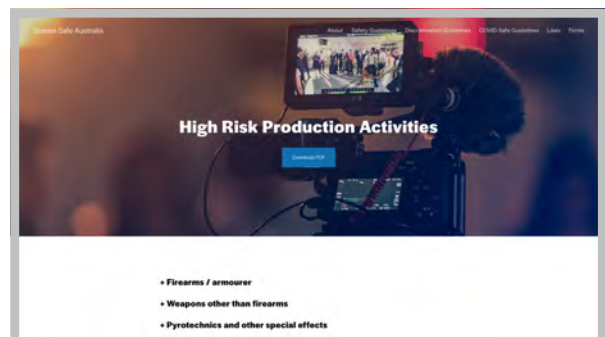 Screen Safe Australia
About Safety Guidelines Discrimination Guidelines COVID-Safe Guidelines Laws Forms
High Risk Production Activities
Download PDF
+ Firearms / armourer
+ Weapons other than firearms
+ Pyrotechnics and other special effects